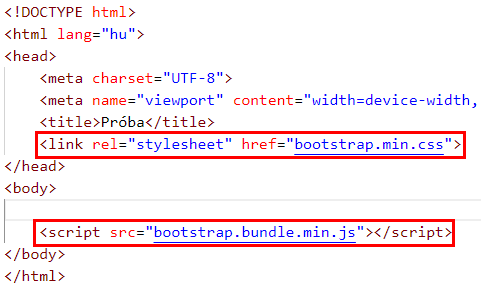 <!DOCTYPE html>
<html lang="hu">
<head>
<meta charset="UTF-8">
<meta name="viewport" content="width=device-width,
<title>Próba</title>
<link rel="stylesheet" href="bootstrap.min.css">
</head>
<body>
<script src="bootstrap.bundle.min.js"></script>
</body>
</html>